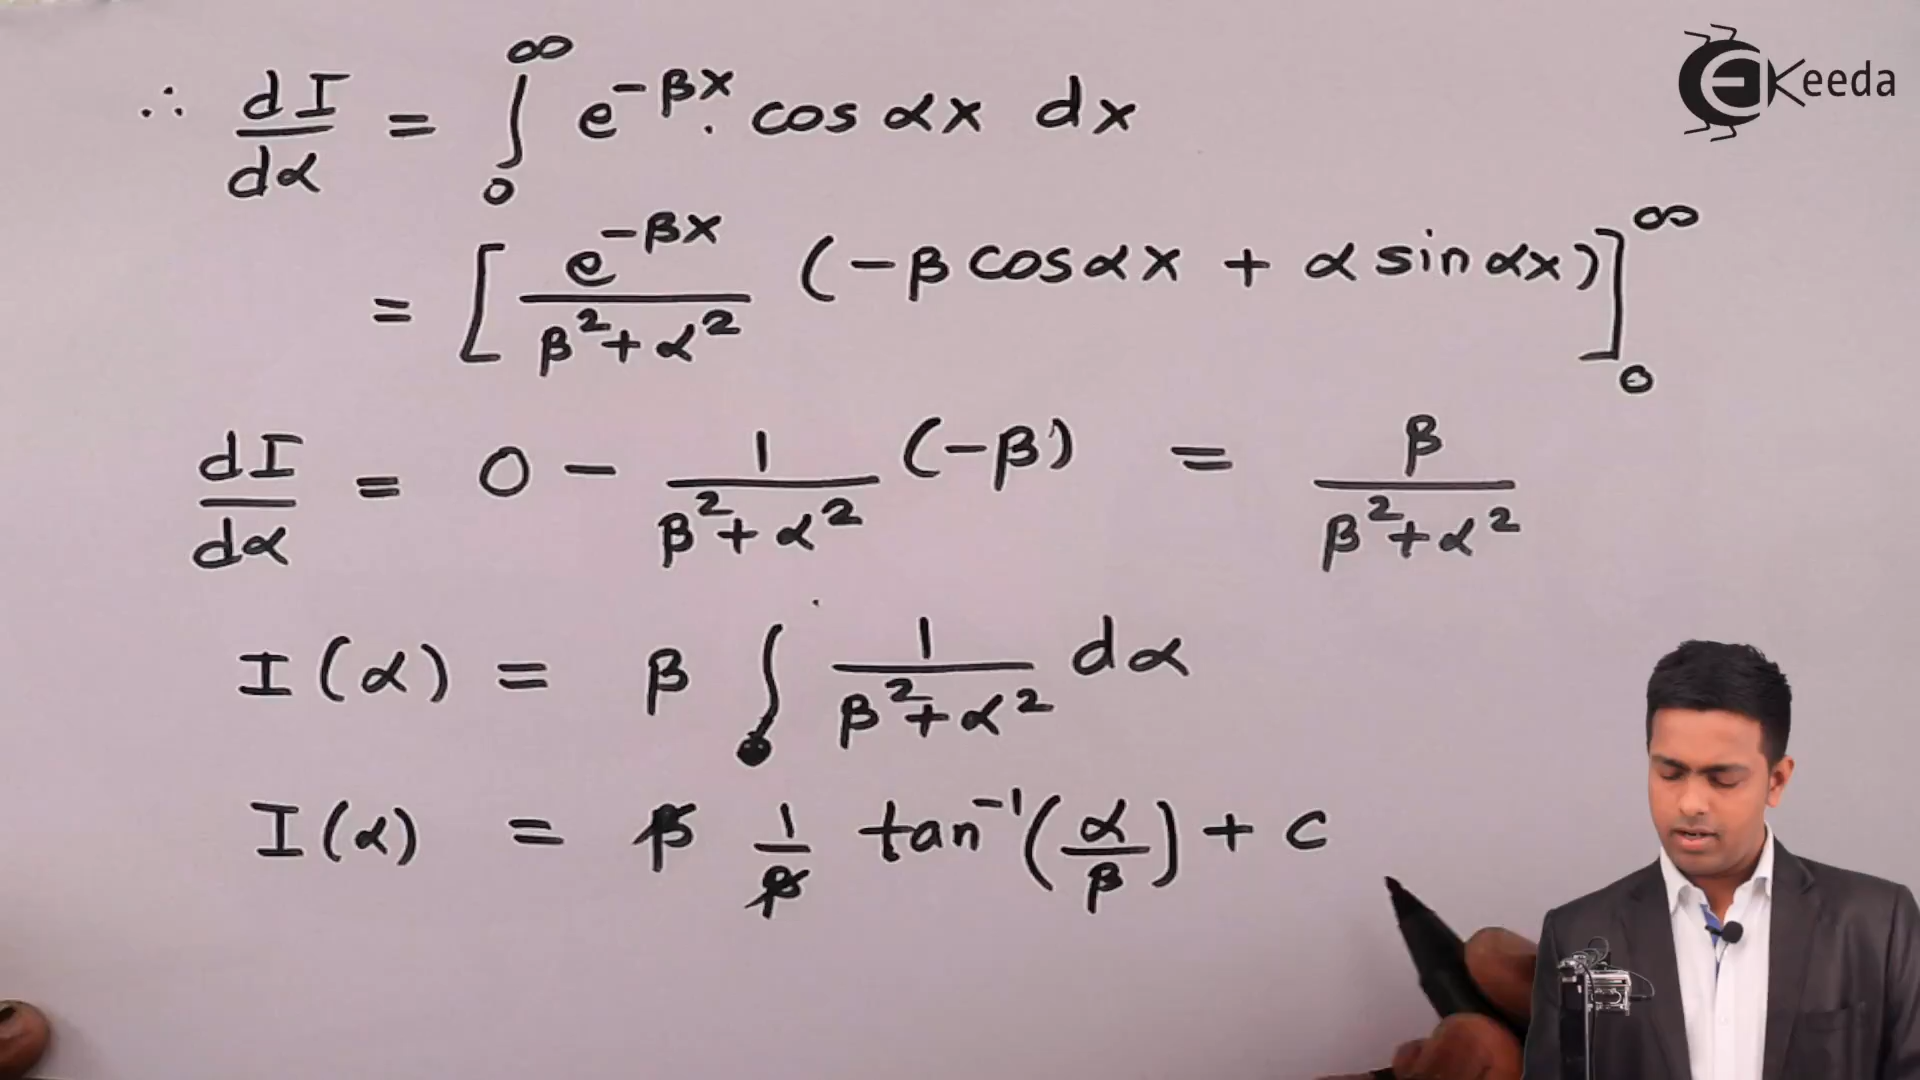 EKeeda
∴ dI/dα = ∫₀^∞ e^(-βx) . cos αx dx
= [ e^(-βx) / (β² + α²) (-β cos αx + α sin αx) ]₀^∞
dI/dα = 0 - 1/(β² + α²) (-β) = β/(β² + α²)
I(α) = β ∫ 1/(β² + α²) dα
I(α) = β 1/β tan⁻¹(α/β) + c